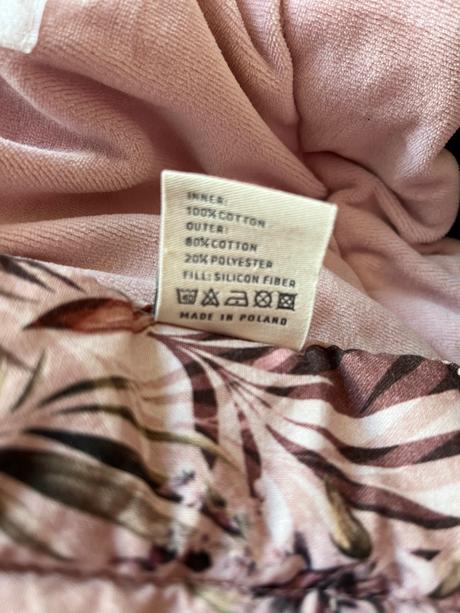 INNER:
100%COTTON
OUTER:
80%COTTON
20%POLYESTER
FILL: SILICON FIBER
MADE IN POLAND